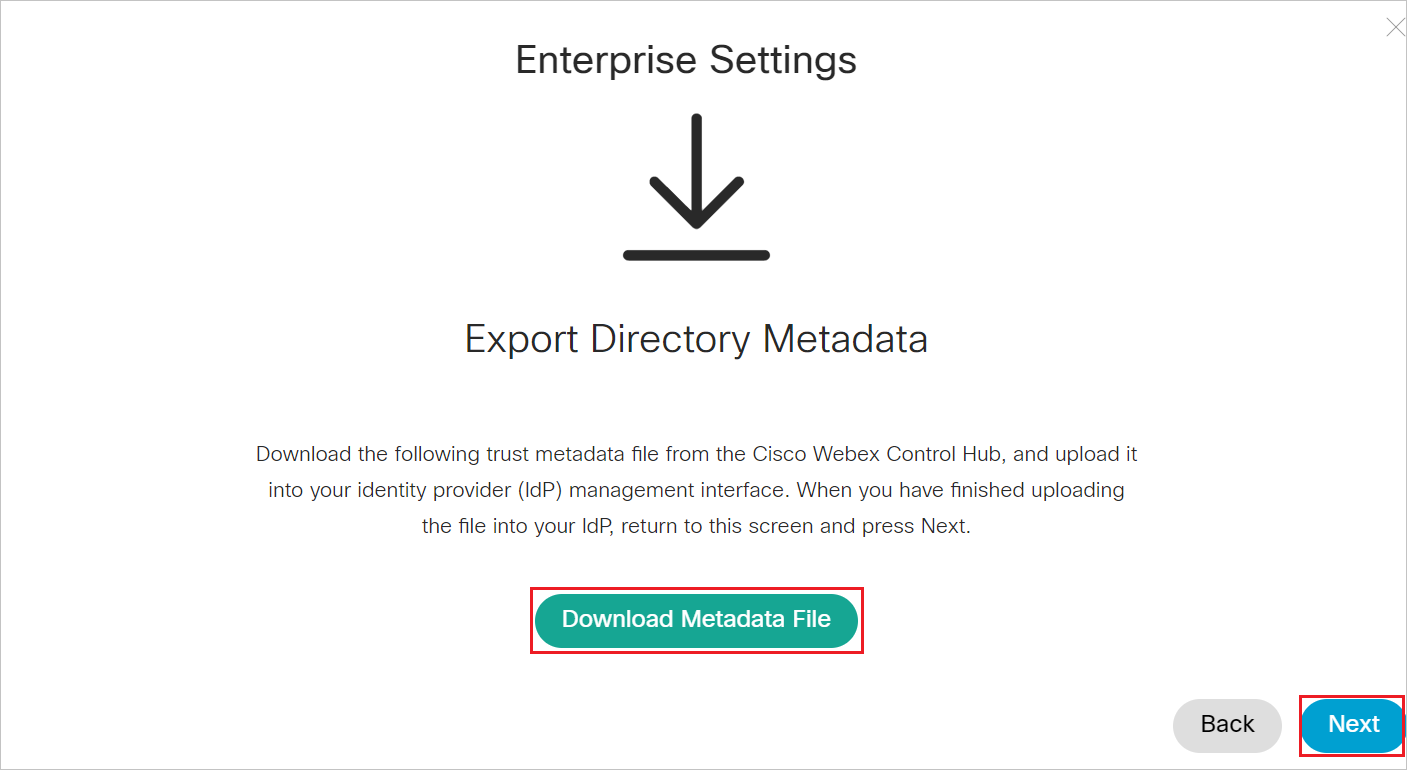 Enterprise Settings
Export Directory Metadata
Download the following trust metadata file from the Cisco Webex Control Hub, and upload it
into your identity provider (IdP) management interface. When you have finished uploading
the file into your IdP, return to this screen and press Next.
Download Metadata File
Back
Next